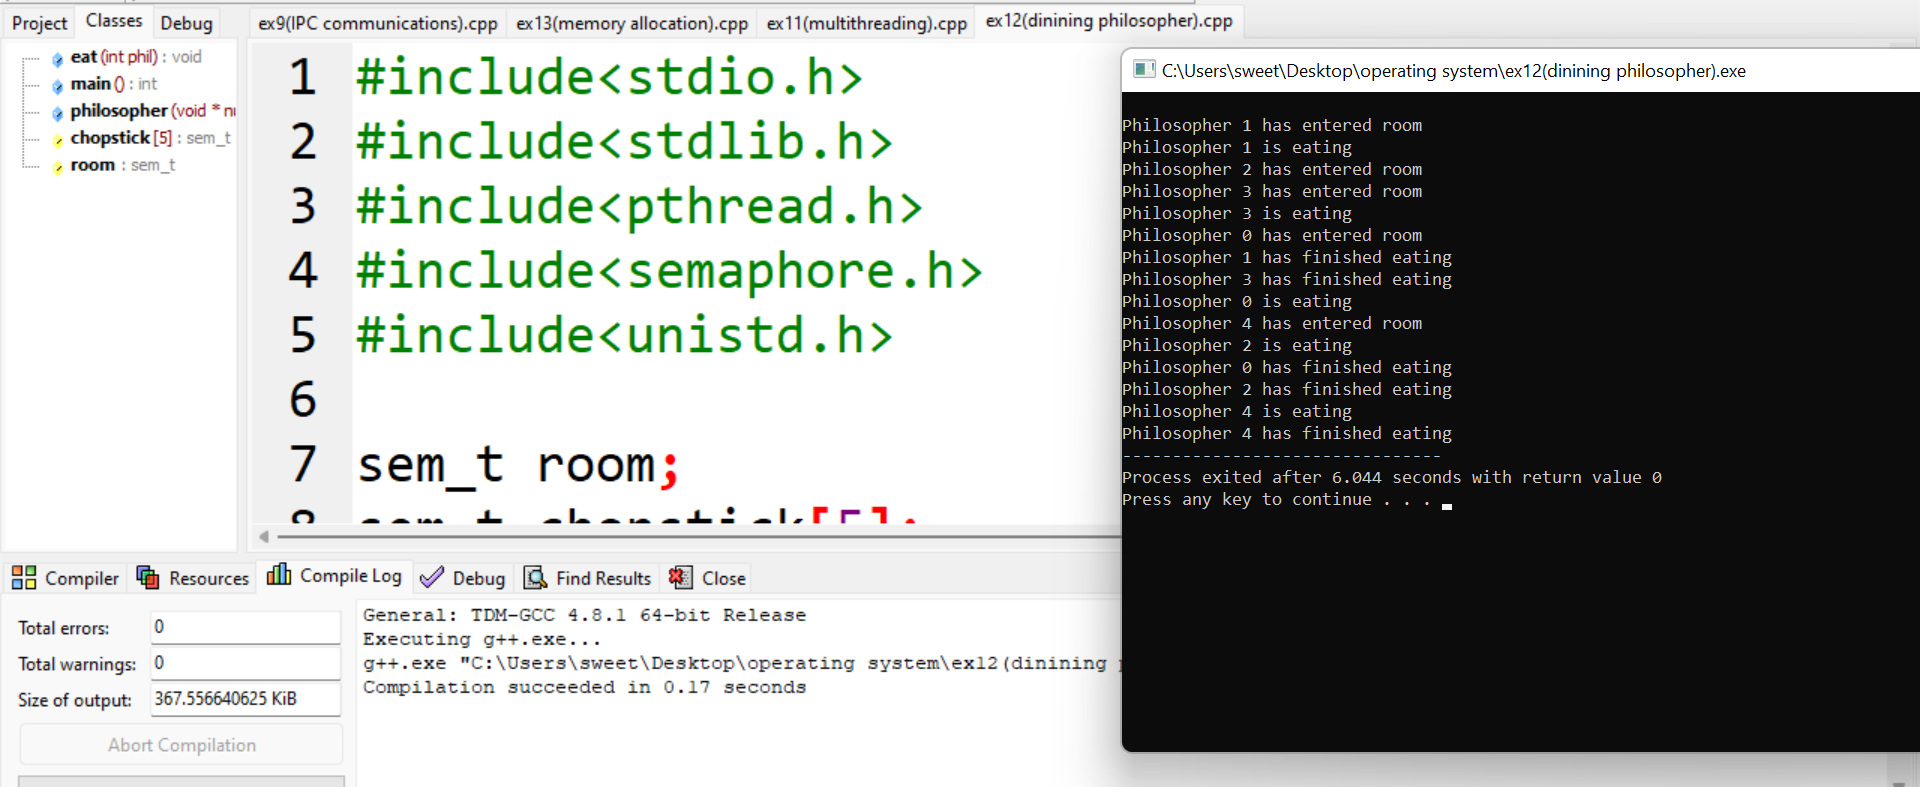 Project Classes Debug
eat (int phil) : void
main () : int
philosopher (void * nu
chopstick [5] : sem_t
room : sem_t
ex9(IPC communications).cpp ex13(memory allocation).cpp ex11(multithreading).cpp ex12(dinining philosopher).cpp
1 #include<stdio.h>
2 #include<stdlib.h>
3 #include<pthread.h>
4 #include<semaphore.h>
5 #include<unistd.h>
6
7 sem_t room;
8 sem_t chopstick[5];
C:\Users\sweet\Desktop\operating system\ex12(dinining philosopher).exe
Philosopher 1 has entered room
Philosopher 1 is eating
Philosopher 2 has entered room
Philosopher 3 has entered room
Philosopher 3 is eating
Philosopher 0 has entered room
Philosopher 1 has finished eating
Philosopher 3 has finished eating
Philosopher 0 is eating
Philosopher 4 has entered room
Philosopher 2 is eating
Philosopher 0 has finished eating
Philosopher 2 has finished eating
Philosopher 4 is eating
Philosopher 4 has finished eating
--------------------------------
Process exited after 6.044 seconds with return value 0
Press any key to continue . . .
Compiler Resources Compile Log Debug Find Results Close
Total errors: 0
Total warnings: 0
Size of output: 367.556640625 KiB
Abort Compilation
General: TDM-GCC 4.8.1 64-bit Release
Executing g++.exe...
g++.exe "C:\Users\sweet\Desktop\operating system\ex12(dinining
Compilation succeeded in 0.17 seconds